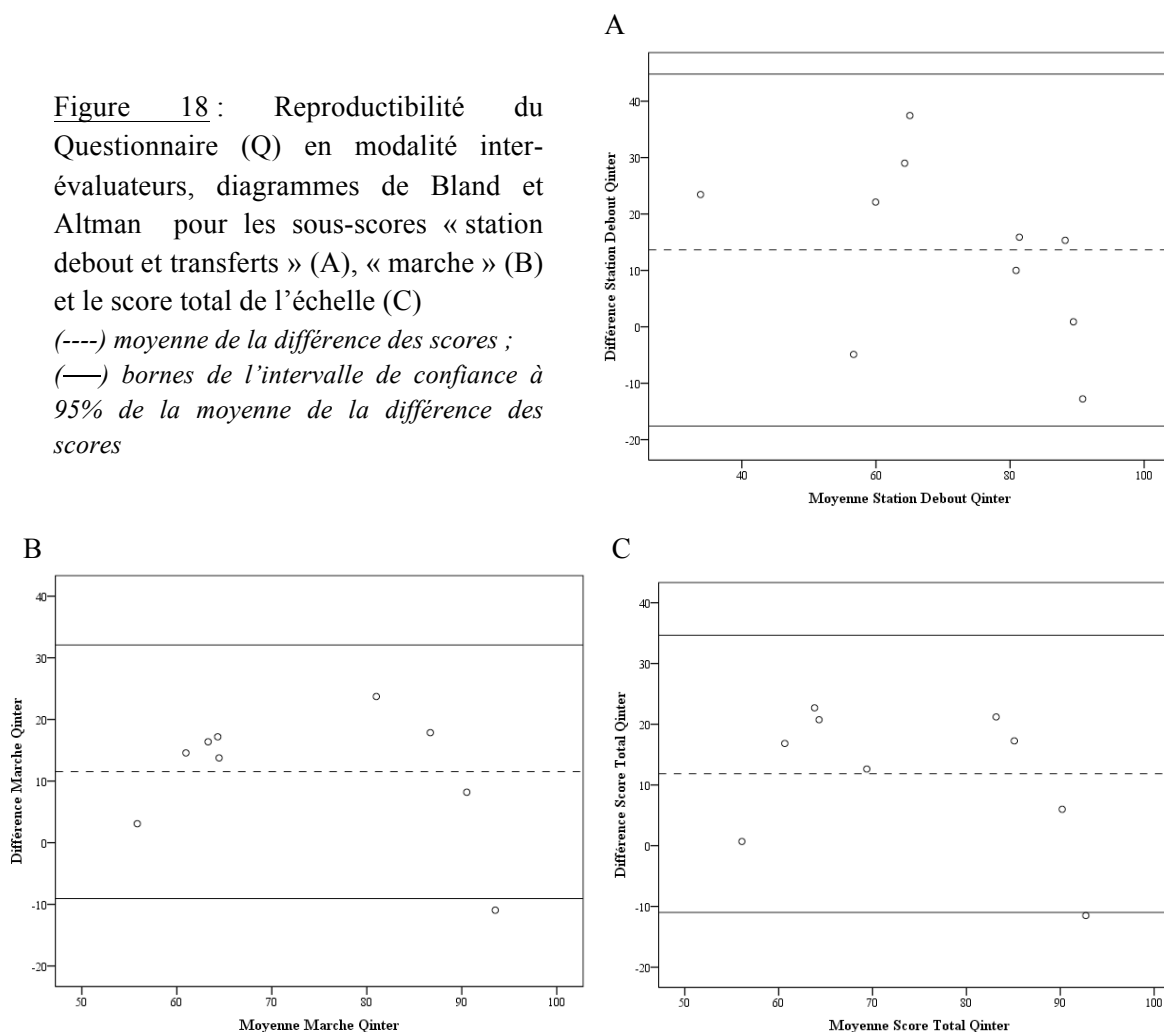 Figure 18 : Reproductibilité du
Questionnaire (Q) en modalité inter-
évaluateurs, diagrammes de Bland et
Altman pour les sous-scores « station
debout et transferts » (A), « marche » (B)
et le score total de l’échelle (C)
(----) moyenne de la différence des scores ;
(——) bornes de l’intervalle de confiance à
95% de la moyenne de la différence des
scores
A
Différence Station Debout Qinter
40
30
20
10
0
-10
-20
40 60 80 100
Moyenne Station Debout Qinter
B
Différence Marche Qinter
40
30
20
10
0
-10
-20
50 60 70 80 90 100
Moyenne Marche Qinter
C
Différence Score Total Qinter
40
30
20
10
0
-10
-20
50 60 70 80 90 100
Moyenne Score Total Qinter